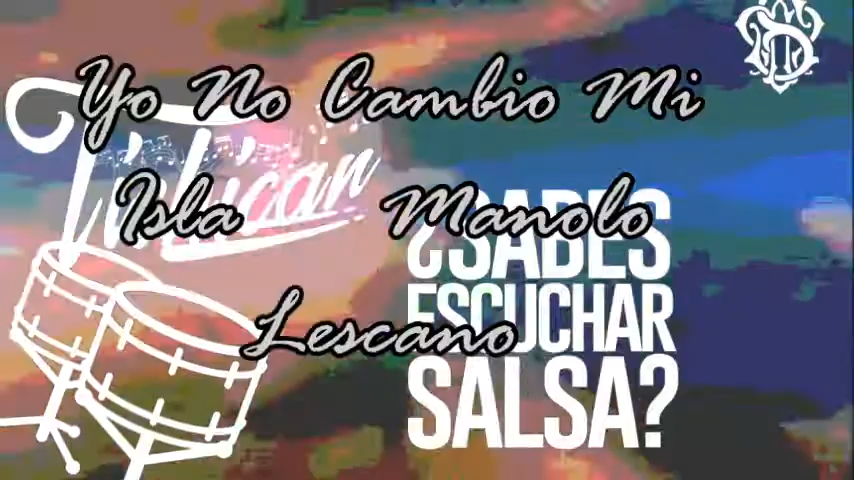 Yo No Cambio Mi
Isla Manolo
Lescano
¿SABES
ESCUCHAR
SALSA?